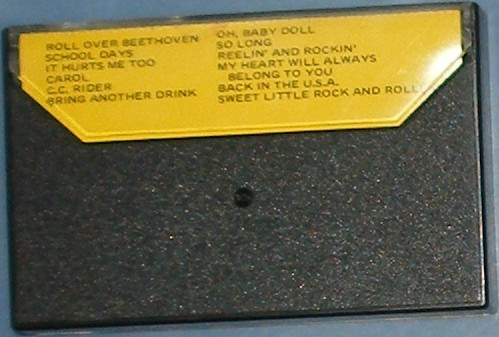 ROLL OVER BEETHOVEN
SCHOOL DAYS
IT HURTS ME TOO
CAROL
C.C. RIDER
BRING ANOTHER DRINK
OH, BABY DOLL
SO LONG
REELIN' AND ROCKIN'
MY HEART WILL ALWAYS
BELONG TO YOU
BACK IN THE U.S.A.
SWEET LITTLE ROCK AND ROLL